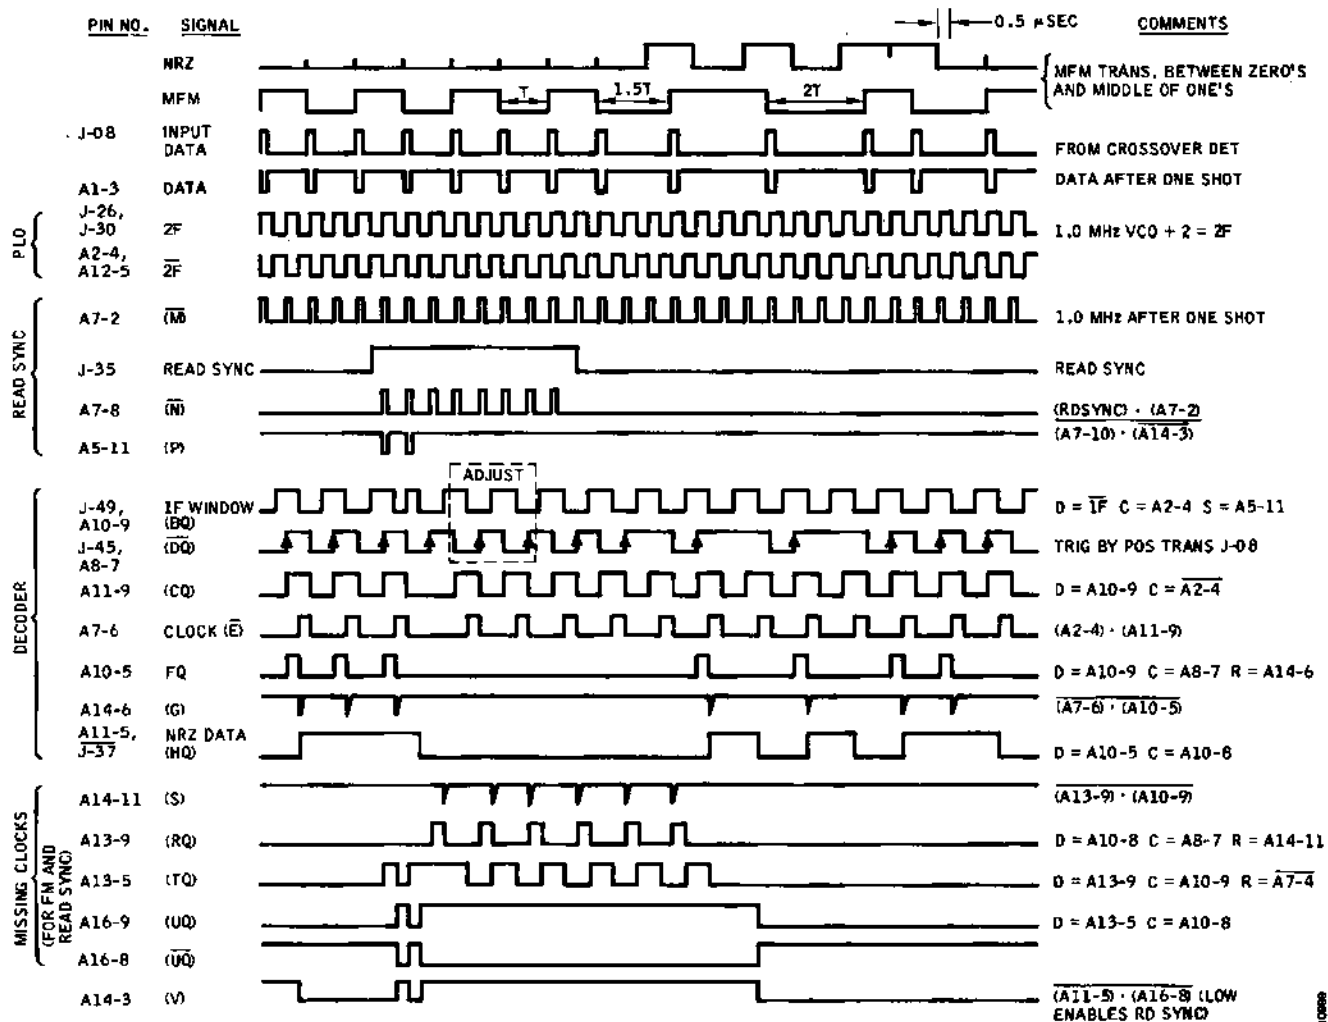 PIN NO. SIGNAL 0.5 µSEC COMMENTS
NRZ
MFM T 1.5T 2T MFM TRANS. BETWEEN ZERO'S
AND MIDDLE OF ONE'S
J-08 INPUT
DATA FROM CROSSOVER DET
A1-3 DATA DATA AFTER ONE SHOT
PLO
J-26,
J-30 2F 1.0 MHz VCO + 2 = 2F
A2-4,
A12-5 2F̅
READ SYNC
A7-2 (M̅) 1.0 MHz AFTER ONE SHOT
J-35 READ SYNC READ SYNC
A7-8 (N̅) (RDSYNC) · (A7-2)
A5-11 (P) (A7-10) · (A14-3)
ADJUST
DECODER
J-49, IF WINDOW D = I̅F̅ C = A2-4 S = A5-11
A10-9 (BQ)
J-45, (D̅Q̅) TRIG BY POS TRANS J-08
A8-7
A11-9 (CQ) D = A10-9 C = A̅2̅-̅4̅
A7-6 CLOCK (E̅) (A2-4) · (A11-9)
A10-5 FQ D = A10-9 C = A8-7 R = A14-6
A14-6 (G) (A7-6) · (A10-5)
A11-5, NRZ DATA
J-37 (HQ) D = A10-5 C = A10-8
MISSING CLOCKS
(FOR FM AND
READ SYNC)
A14-11 (S) (A13-9) · (A10-9)
A13-9 (RQ) D = A10-8 C = A8-7 R = A14-11
A13-5 (TQ) D = A13-9 C = A10-9 R = A̅7̅-̅4̅
A16-9 (UQ) D = A13-5 C = A10-8
A16-8 (U̅Q̅)
A14-3 (V) (A11-5) · (A16-8) (LOW
ENABLES RD SYNC)